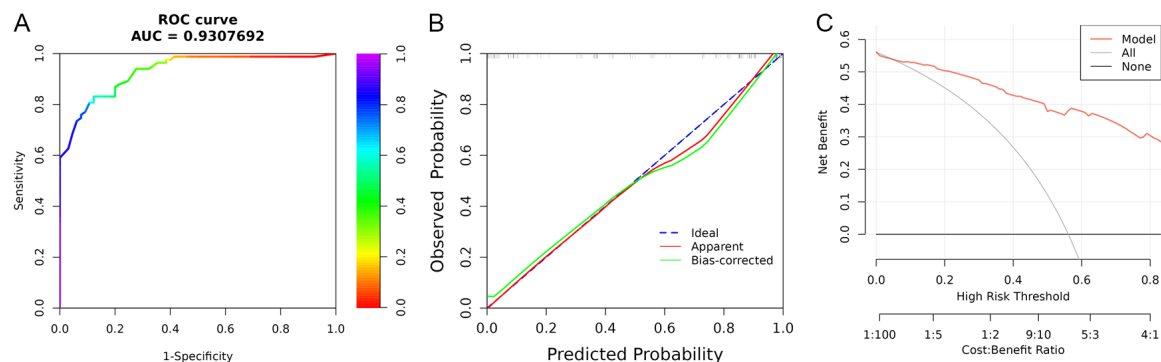 A
ROC curve
AUC = 0.9307692
Sensitivity
0.0 0.2 0.4 0.6 0.8 1.0
0.0 0.2 0.4 0.6 0.8 1.0
1-Specificity
0.0 0.2 0.4 0.6 0.8 1.0
B
Observed Probability
0.0 0.2 0.4 0.6 0.8 1.0
Ideal
Apparent
Bias-corrected
0.0 0.2 0.4 0.6 0.8 1.0
Predicted Probability
C
Net Benefit
0.0 0.1 0.2 0.3 0.4 0.5 0.6
Model
All
None
0.0 0.2 0.4 0.6 0.8
High Risk Threshold
1:100 1:5 1:2 9:10 5:3 4:1
Cost:Benefit Ratio